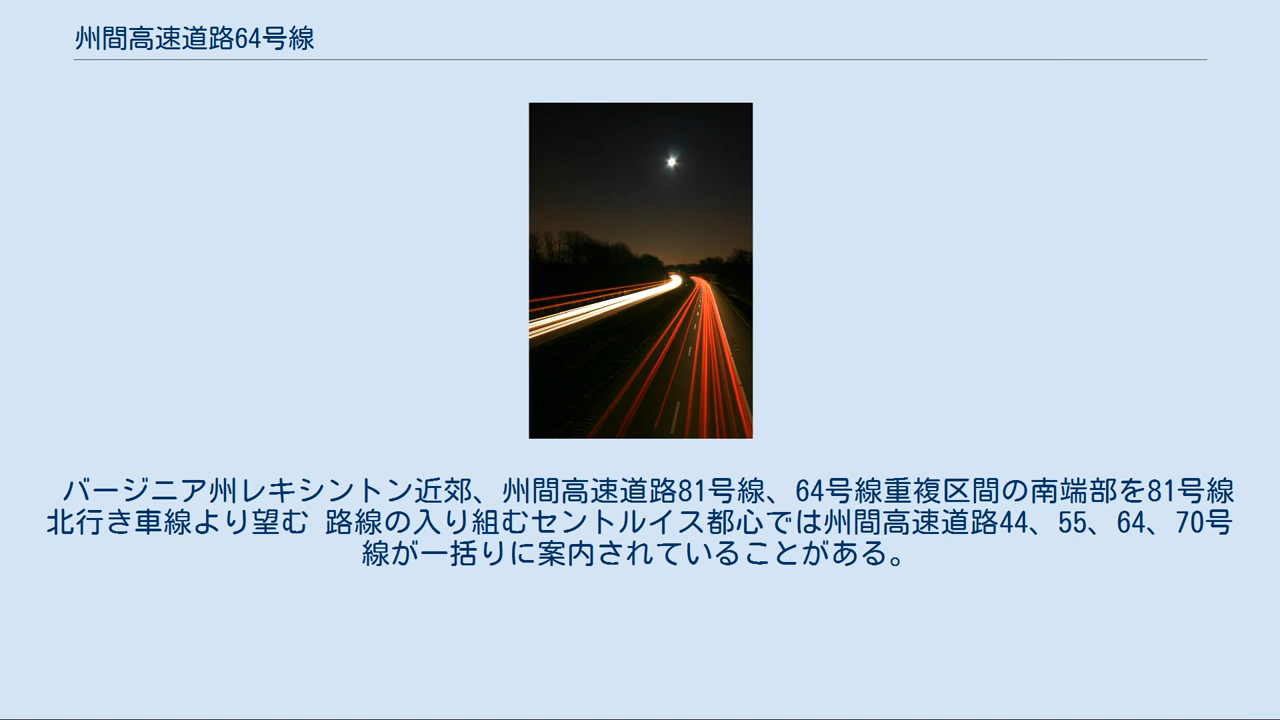 州間高速道路64号線
バージニア州レキシントン近郊、州間高速道路81号線、64号線重複区間の南端部を81号線
北行き車線より望む 路線の入り組むセントルイス都心では州間高速道路44、55、64、70号
線が一括りに案内されていることがある。